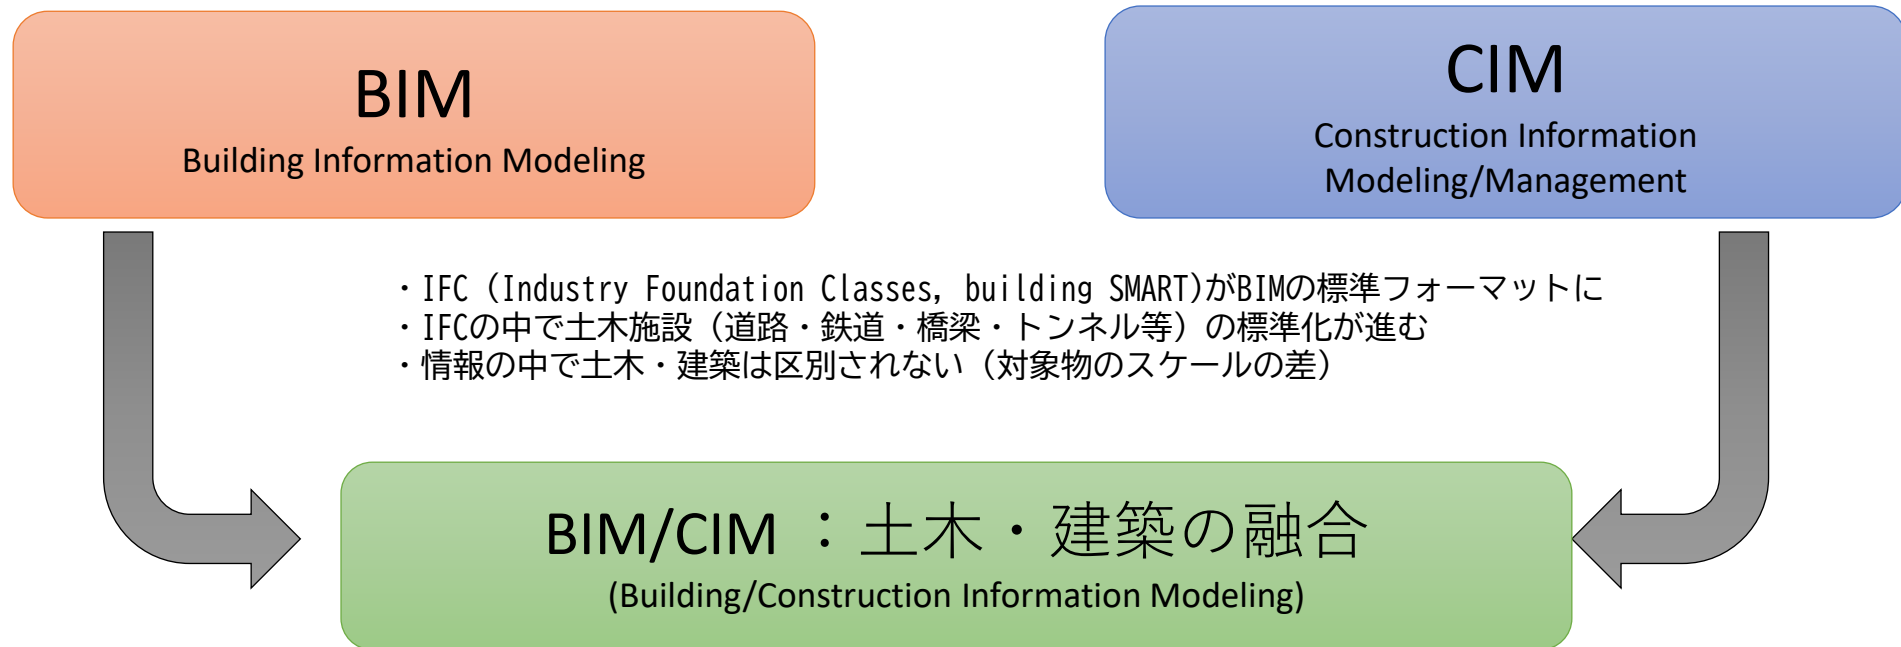 BIM
Building Information Modeling
CIM
Construction Information
Modeling/Management
・IFC (Industry Foundation Classes, building SMART)がBIMの標準フォーマットに
・IFCの中で土木施設（道路・鉄道・橋梁・トンネル等）の標準化が進む
・情報の中で土木・建築は区別されない（対象物のスケールの差）
BIM/CIM ：土木・建築の融合
(Building/Construction Information Modeling)